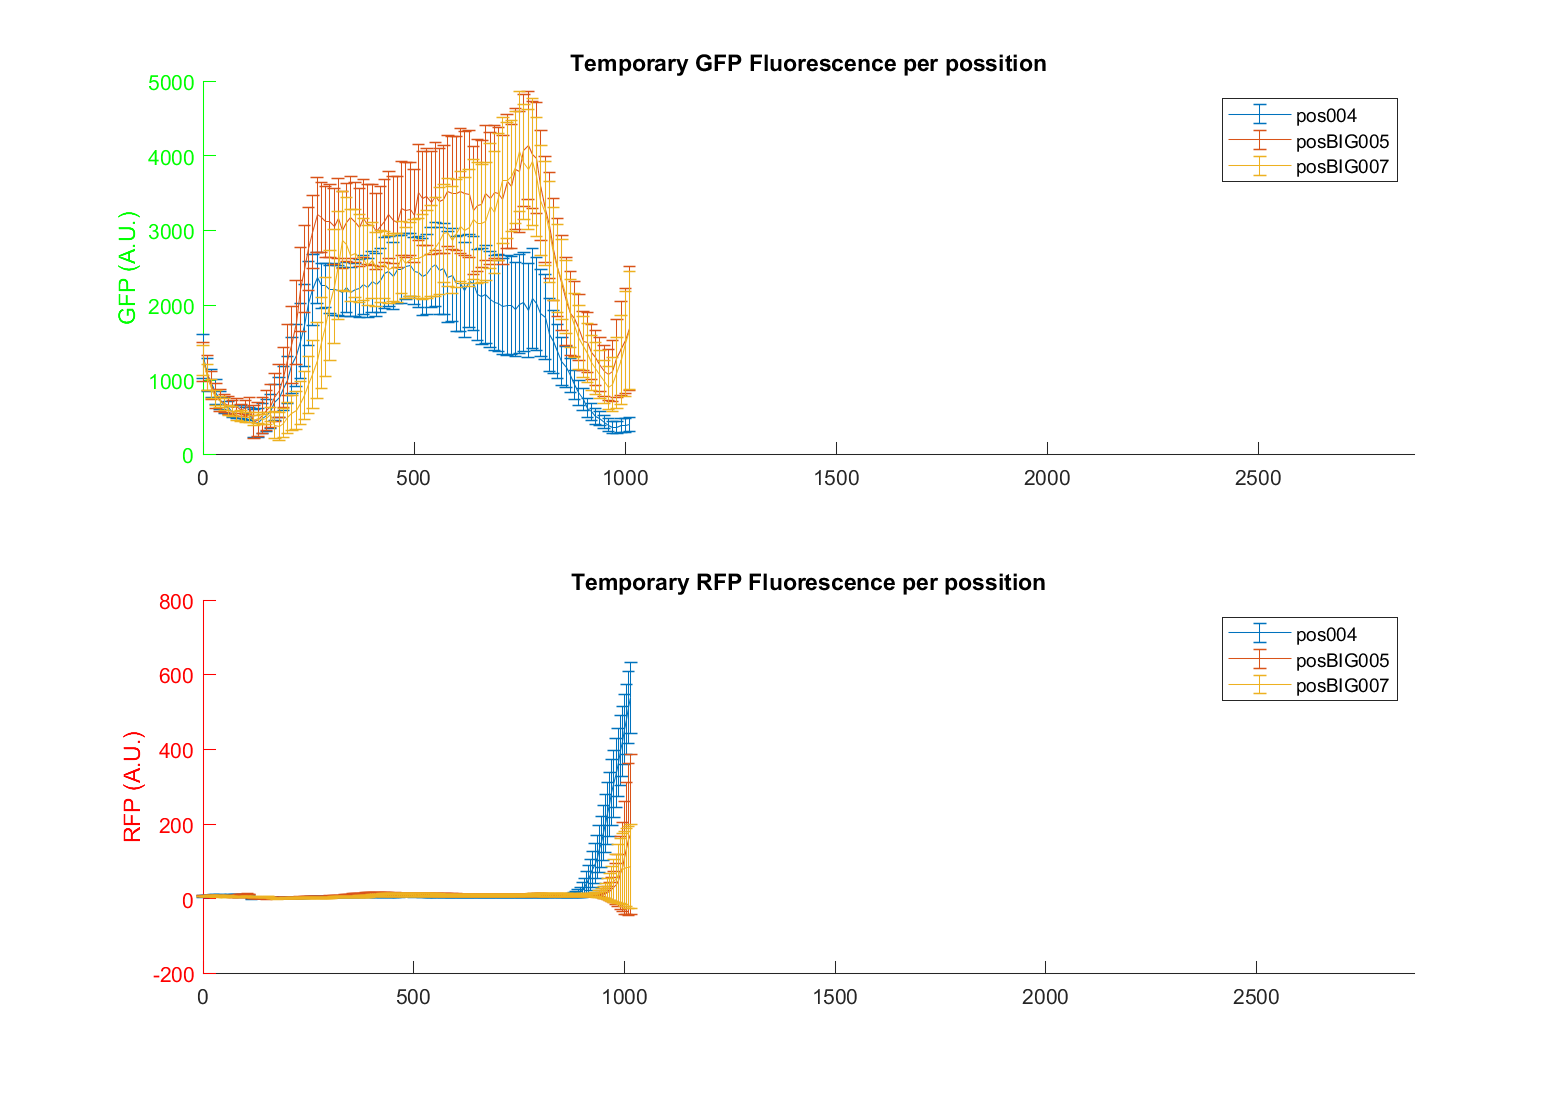 Temporary GFP Fluorescence per possition
5000
4000
3000
2000
1000
0
GFP (A.U.)
pos004
posBIG005
posBIG007
0 500 1000 1500 2000 2500
Temporary RFP Fluorescence per possition
800
600
400
200
0
-200
RFP (A.U.)
pos004
posBIG005
posBIG007
0 500 1000 1500 2000 2500